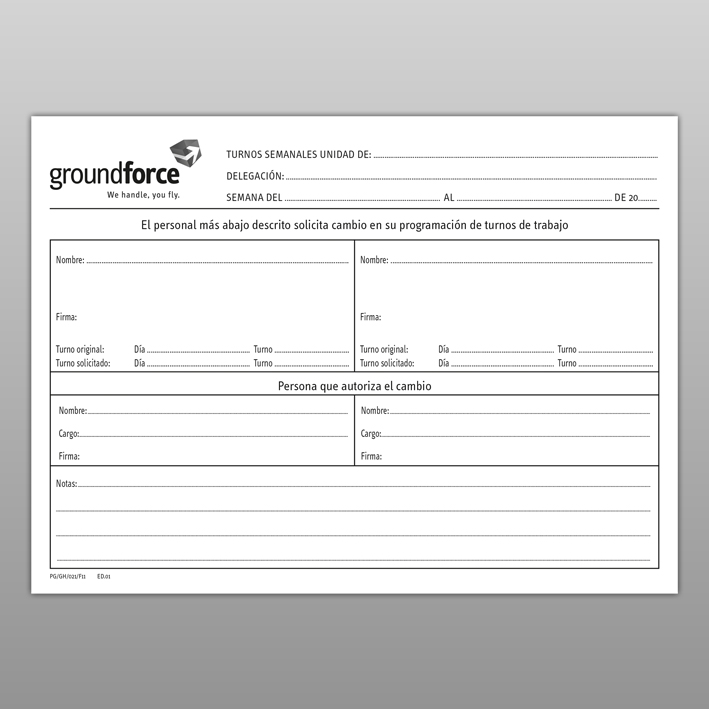 groundforce
We handle, you fly.
TURNOS SEMANALES UNIDAD DE:
DELEGACIÓN:
SEMANA DEL AL DE 20
El personal más abajo descrito solicita cambio en su programación de turnos de trabajo
Nombre: Nombre:
Firma: Firma:
Turno original: Día Turno Turno original: Día Turno
Turno solicitado: Día Turno Turno solicitado: Día Turno
Persona que autoriza el cambio
Nombre: Nombre:
Cargo: Cargo:
Firma: Firma:
Notas:
PG/GH/021/F11 ED.01